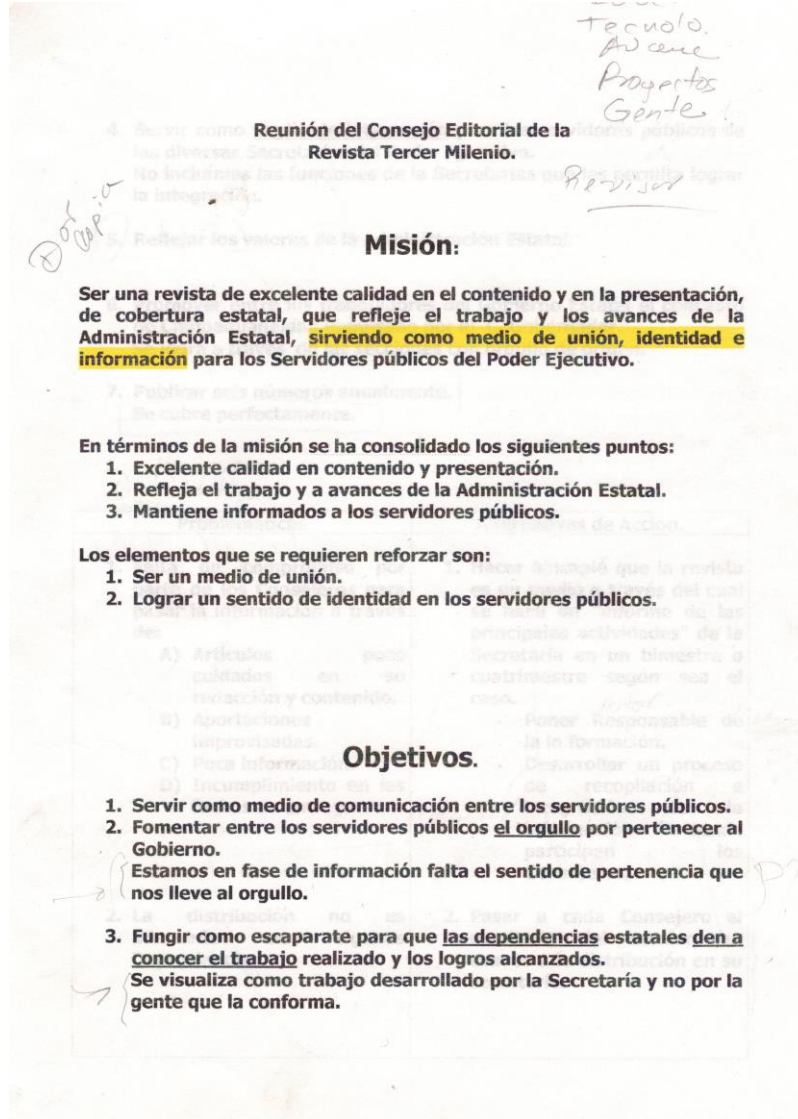 Tecnolo.
Avance
Proyectos
Gente
Reunión del Consejo Editorial de la
Revista Tercer Milenio.
Revisar
copia
Misión:
Ser una revista de excelente calidad en el contenido y en la presentación,
de cobertura estatal, que refleje el trabajo y los avances de la
Administración Estatal, sirviendo como medio de unión, identidad e
información para los Servidores públicos del Poder Ejecutivo.
En términos de la misión se ha consolidado los siguientes puntos:
1. Excelente calidad en contenido y presentación.
2. Refleja el trabajo y a avances de la Administración Estatal.
3. Mantiene informados a los servidores públicos.
Los elementos que se requieren reforzar son:
1. Ser un medio de unión.
2. Lograr un sentido de identidad en los servidores públicos.
Objetivos.
1. Servir como medio de comunicación entre los servidores públicos.
2. Fomentar entre los servidores públicos el orgullo por pertenecer al
Gobierno.
Estamos en fase de información falta el sentido de pertenencia que
nos lleve al orgullo.
3. Fungir como escaparate para que las dependencias estatales den a
conocer el trabajo realizado y los logros alcanzados.
Se visualiza como trabajo desarrollado por la Secretaría y no por la
gente que la conforma.